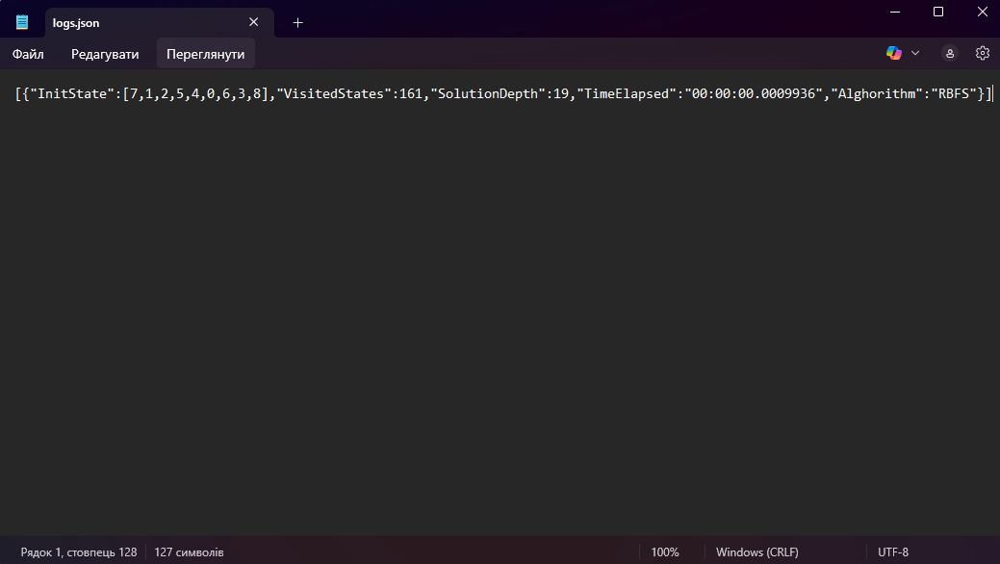 logs.json
Файл Редагувати Переглянути
[{"InitState":[7,1,2,5,4,0,6,3,8],"VisitedStates":161,"SolutionDepth":19,"TimeElapsed":"00:00:00.0009936","Alghorithm":"RBFS"}]
Рядок 1, стовпець 128 127 символів 100% Windows (CRLF) UTF-8